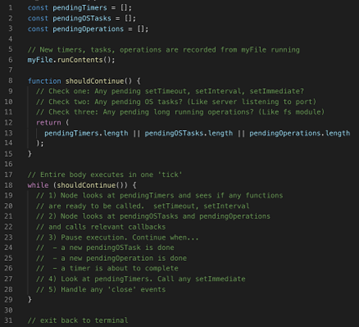 1 const pendingTimers = [];
2 const pendingOSTasks = [];
3 const pendingOperations = [];
4
5 // New timers, tasks, operations are recorded from myFile running
6 myFile.runContents();
7
8 function shouldContinue() {
9 // Check one: Any pending setTimeout, setInterval, setImmediate?
10 // Check two: Any pending OS tasks? (Like server listening to port)
11 // Check three: Any pending long running operations? (Like fs module)
12 return (
13 pendingTimers.length || pendingOSTasks.length || pendingOperations.length
14 );
15 }
16
17 // Entire body executes in one 'tick'
18 while (shouldContinue()) {
19 // 1) Node looks at pendingTimers and sees if any functions
20 // are ready to be called. setTimeout, setInterval
21 // 2) Node looks at pendingOSTasks and pendingOperations
22 // and calls relevant callbacks
23 // 3) Pause execution. Continue when...
24 // - a new pendingOSTask is done
25 // - a new pendingOperation is done
26 // - a timer is about to complete
27 // 4) Look at pendingTimers. Call any setImmediate
28 // 5) Handle any 'close' events
29 }
30
31 // exit back to terminal